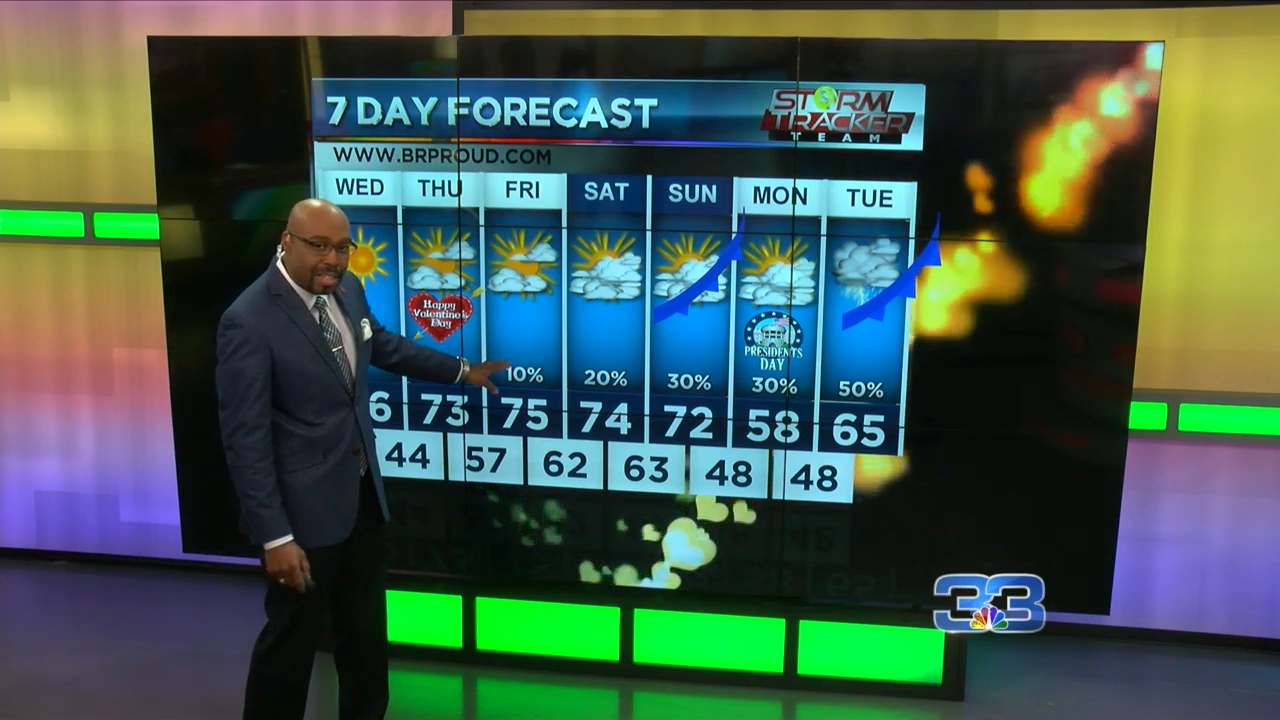 7 DAY FORECAST
STORM
TRACKER
TEAM
WWW.BRPROUD.COM
WED THU FRI SAT SUN MON TUE
Happy
Valentine's
Day
PRESIDENTS
DAY
10% 20% 30% 30% 50%
6 73 75 74 72 58 65
44 57 62 63 48 48
33